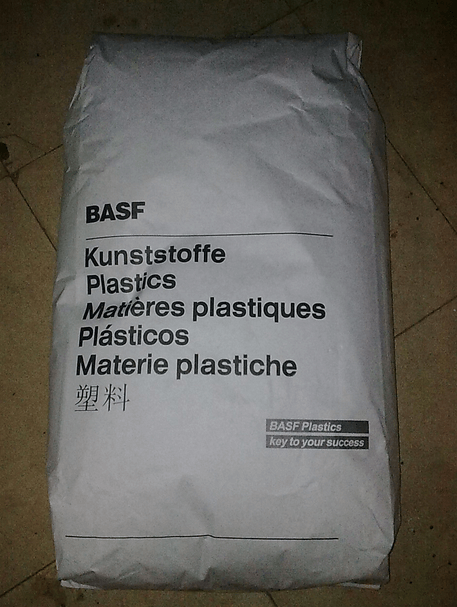 BASF
Kunststoffe
Plastics
Matières plastiques
Plásticos
Materie plastiche
塑料
BASF Plastics
key to your success